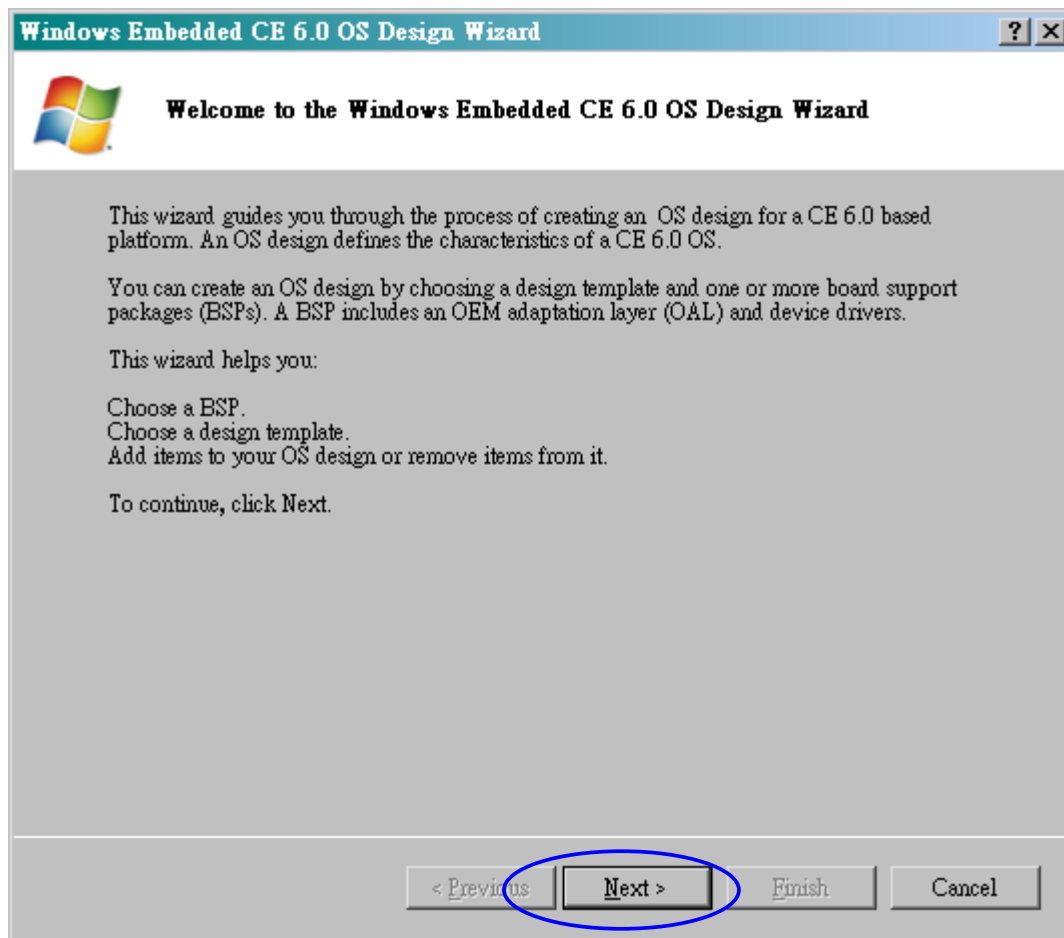 Windows Embedded CE 6.0 OS Design Wizard
Welcome to the Windows Embedded CE 6.0 OS Design Wizard
This wizard guides you through the process of creating an  OS design for a CE 6.0 based
platform. An OS design defines the characteristics of a CE 6.0 OS.
You can create an OS design by choosing a design template and one or more board support
packages (BSPs). A BSP includes an OEM adaptation layer (OAL) and device drivers.
This wizard helps you:
Choose a BSP.
Choose a design template.
Add items to your OS design or remove items from it.
To continue, click Next.
< Previous Next > Finish Cancel